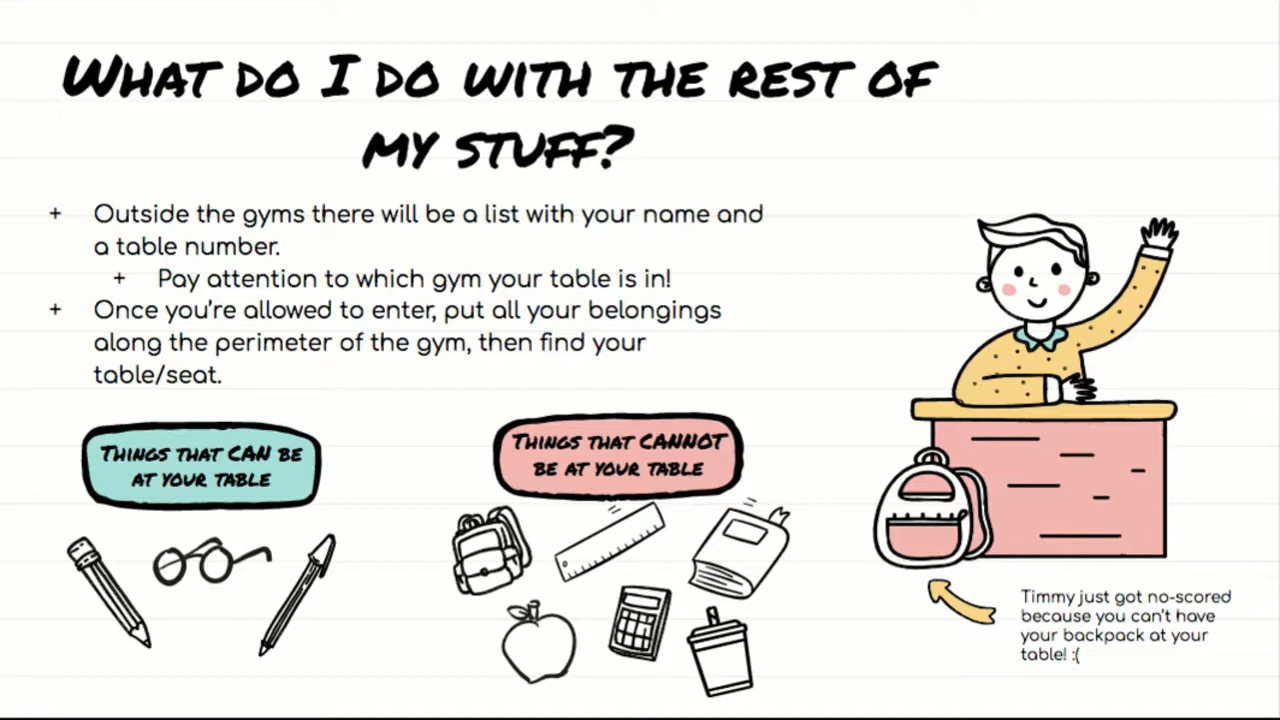 What do I do with the rest of
my stuff?
+ Outside the gyms there will be a list with your name and
a table number.
+ Pay attention to which gym your table is in!
+ Once you're allowed to enter, put all your belongings
along the perimeter of the gym, then find your
table/seat.
Things that CAN be
at your table
Things that CANNOT
be at your table
Timmy just got no-scored
because you can't have
your backpack at your
table! :(